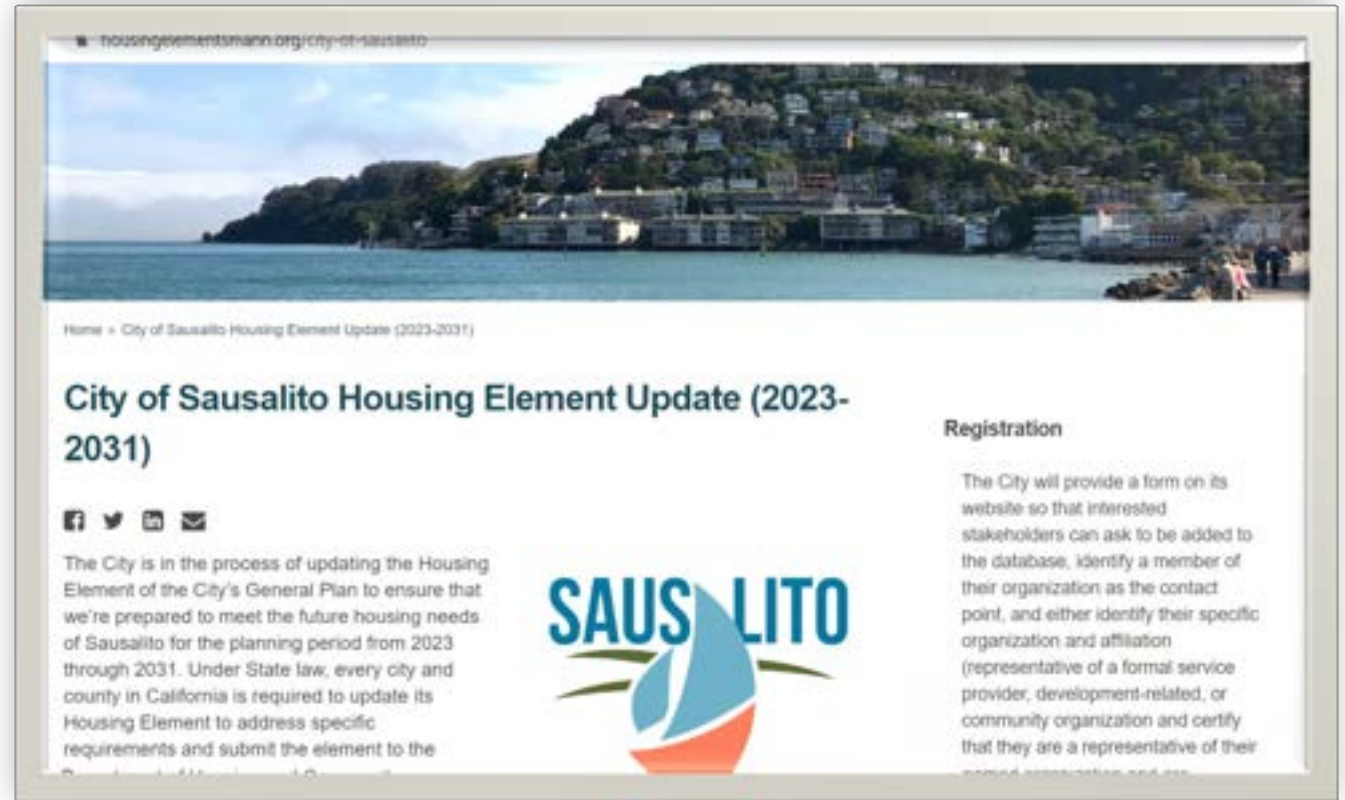 housingelementsmarin.org/city-of-sausalito
Home » City of Sausalito Housing Element Update (2023-2031)
City of Sausalito Housing Element Update (2023-
2031)
The City is in the process of updating the Housing
Element of the City's General Plan to ensure that
we're prepared to meet the future housing needs
of Sausalito for the planning period from 2023
through 2031. Under State law, every city and
county in California is required to update its
Housing Element to address specific
requirements and submit the element to the
SAUSALITO
Registration
The City will provide a form on its
website so that interested
stakeholders can ask to be added to
the database, identify a member of
their organization as the contact
point, and either identify their specific
organization and affiliation
(representative of a formal service
provider, development-related, or
community organization and certify
that they are a representative of their